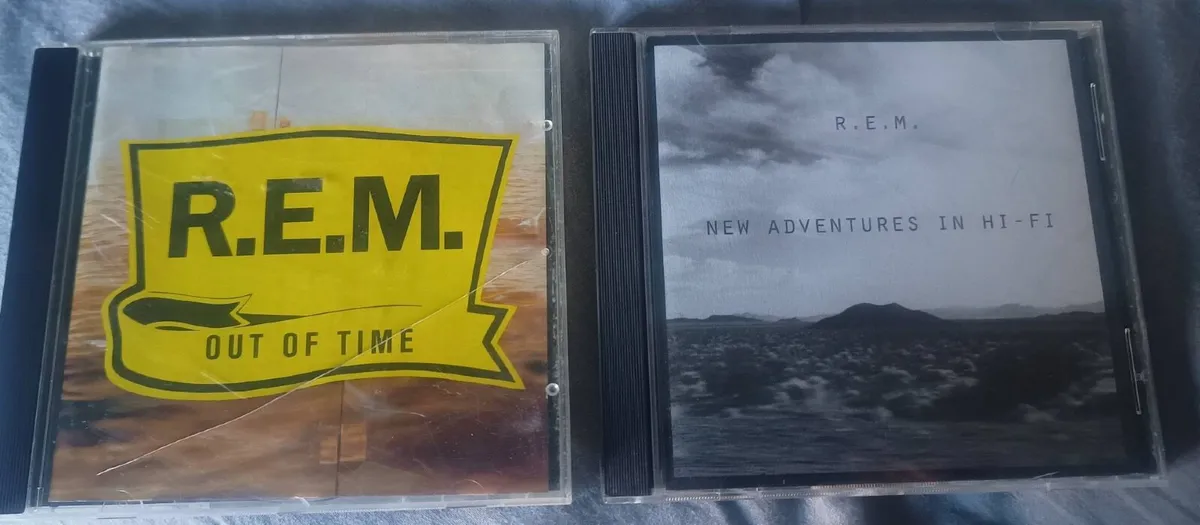 R.E.M.
OUT OF TIME
R.E.M.
NEW ADVENTURES IN HI-FI